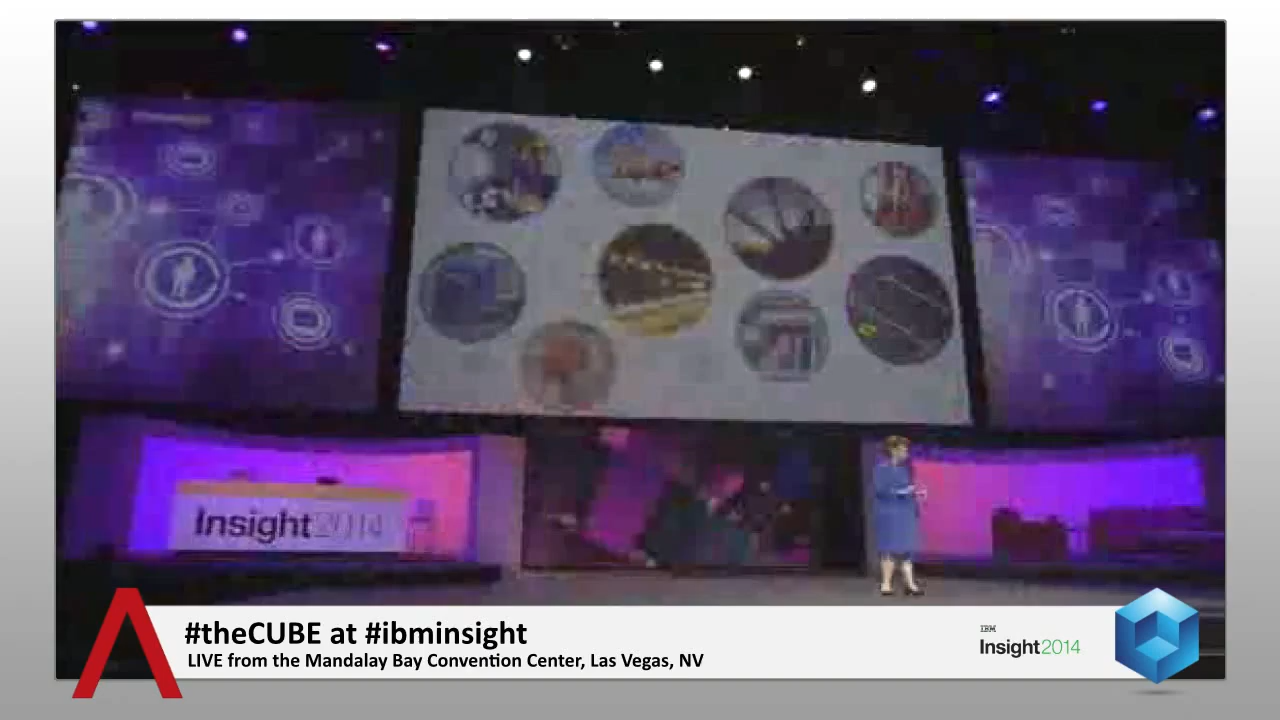 Insight2014
#theCUBE at #ibminsight
LIVE from the Mandalay Bay Convention Center, Las Vegas, NV
IBM
Insight2014